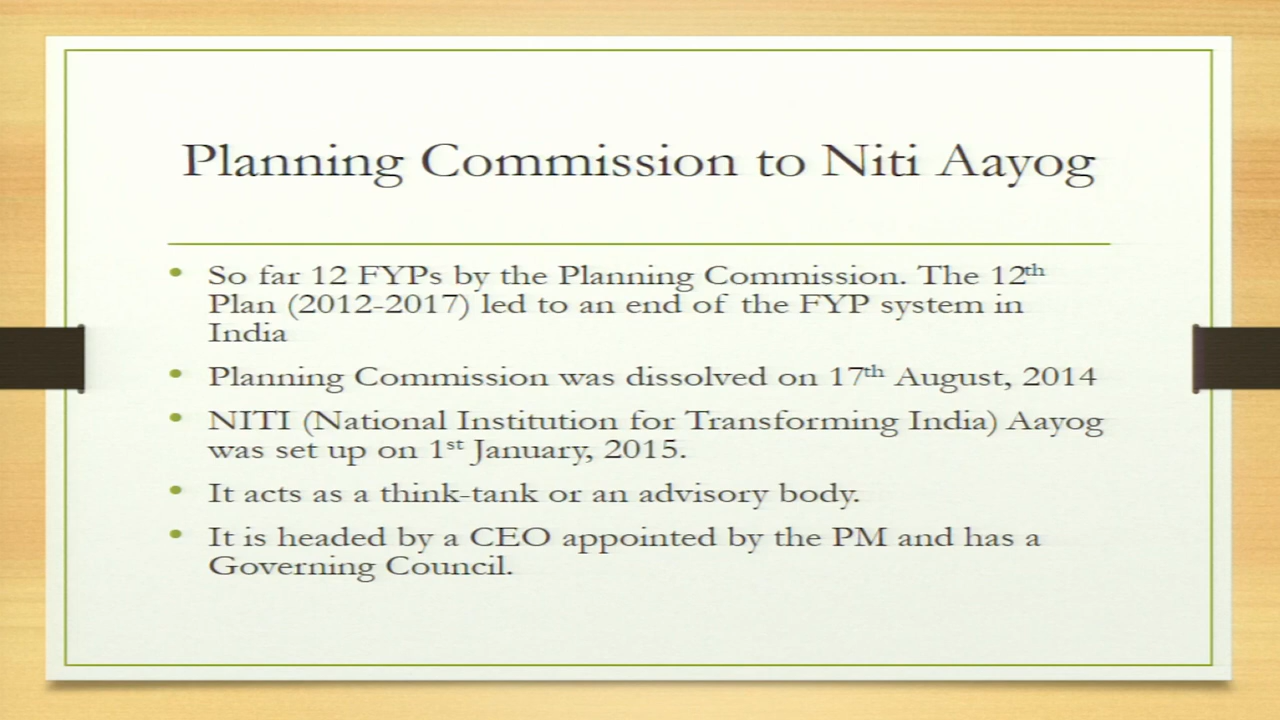 Planning Commission to Niti Aayog
• So far 12 FYPs by the Planning Commission. The 12th
Plan (2012-2017) led to an end of the FYP system in
India
• Planning Commission was dissolved on 17th August, 2014
• NITI (National Institution for Transforming India) Aayog
was set up on 1st January, 2015.
• It acts as a think-tank or an advisory body.
• It is headed by a CEO appointed by the PM and has a
Governing Council.